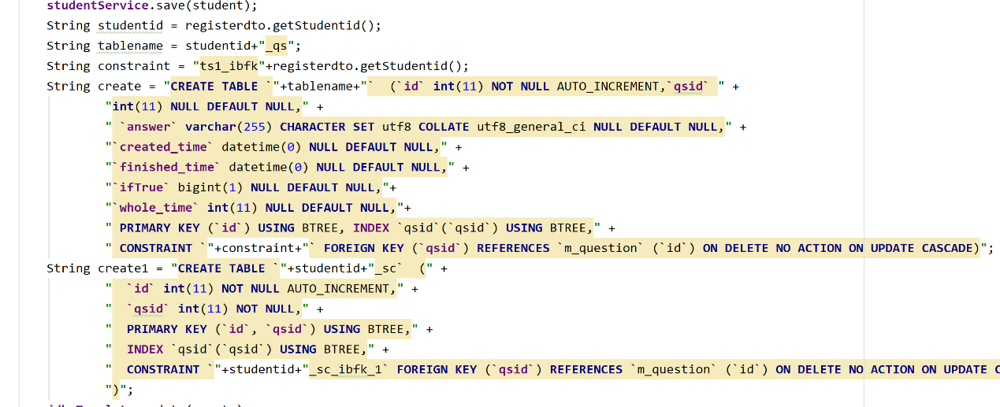 studentService.save(student);
String studentid = registerdto.getStudentid();
String tablename = studentid+"_qs";
String constraint = "ts1_ibfk"+registerdto.getStudentid();
String create = "CREATE TABLE `"+tablename+"`  (`id` int(11) NOT NULL AUTO_INCREMENT,`qsid` " +
"int(11) NULL DEFAULT NULL," +
" `answer` varchar(255) CHARACTER SET utf8 COLLATE utf8_general_ci NULL DEFAULT NULL," +
"`created_time` datetime(0) NULL DEFAULT NULL," +
"`finished_time` datetime(0) NULL DEFAULT NULL," +
"`ifTrue` bigint(1) NULL DEFAULT NULL,"+
"`whole_time` int(11) NULL DEFAULT NULL,"+
" PRIMARY KEY (`id`) USING BTREE, INDEX `qsid`(`qsid`) USING BTREE," +
" CONSTRAINT `"+constraint+"` FOREIGN KEY (`qsid`) REFERENCES `m_question` (`id`) ON DELETE NO ACTION ON UPDATE CASCADE)";
String create1 = "CREATE TABLE `"+studentid+"_sc`  (" +
"  `id` int(11) NOT NULL AUTO_INCREMENT," +
"  `qsid` int(11) NOT NULL," +
"  PRIMARY KEY (`id`, `qsid`) USING BTREE," +
"  INDEX `qsid`(`qsid`) USING BTREE," +
"  CONSTRAINT `"+studentid+"_sc_ibfk_1` FOREIGN KEY (`qsid`) REFERENCES `m_question` (`id`) ON DELETE NO ACTION ON UPDATE
")";